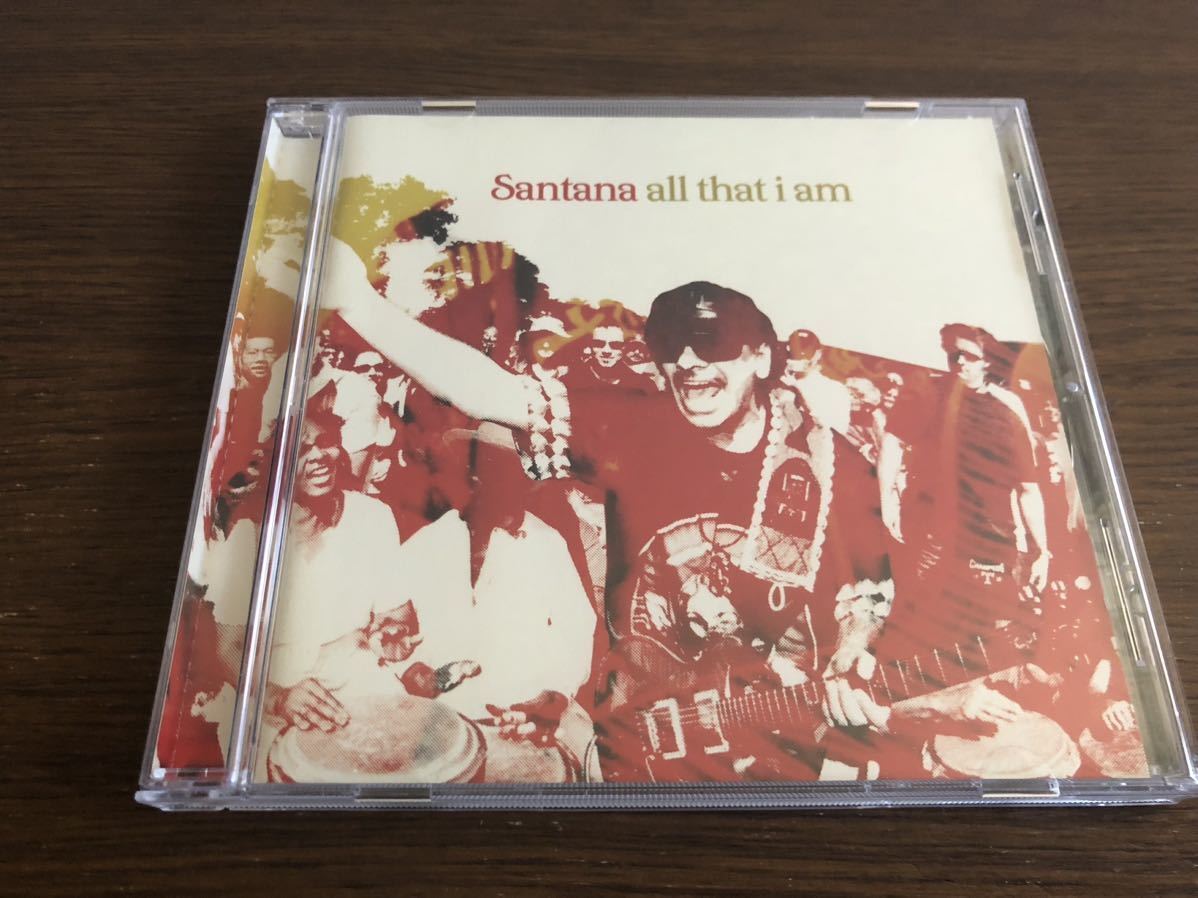 Santana all that i am